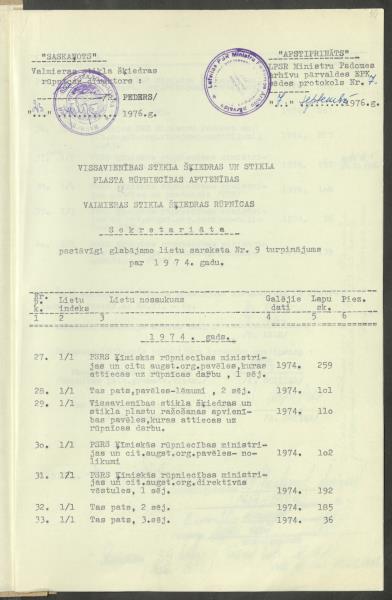 "SASKAŅOTS" "APSTIPRINĀTS"
Valmieras stikla šķiedras LPSR Ministru Padomes
rūpnīcas direktors : arhīvu pārvaldes EPK
/R. PEDERS/ sēdes protokols Nr. 7.
"..." .......... 1976.g. "7." septembrī 1976.g.
VISSAVIENĪBAS STIKLA ŠĶIEDRAS UN STIKLA
PLASTA RŪPNIECĪBAS APVIENĪBAS
VALMIERAS STIKLA ŠĶIEDRAS RŪPNĪCAS
Sekretariāta
pastāvīgi glabājamo lietu saraksta Nr. 9 turpinājums
par 1974. gadu.
Nr. Lietu Lietu nosaukums Galējie Lapu Piez.
p.k. indeks dati sk.
1 2 3 4 5 6
1974. gads.
27. 1/1 PSRS Ķīmiskās rūpniecības ministri-
jas un citu augst.org.pavēles,kuras
attiecas uz rūpnīcas darbu , 1 sēj. 1974. 259
28. 1/1 Tas pats,pavēles-lēmumi , 2 sēj. 1974. 101
29. 1/1 Vissavienības stikla šķiedras un
stikla plastu ražošanas apvienī- 1974. 110
bas pavēles,kuras attiecas uz
rūpnīcas darbu.
30. 1/1 PSRS Ķīmiskās rūpniecības ministri-
jas un cit.augst.org.pavēles- no- 1974. 102
likumi
31. 1/1 PSRS Ķīmiskās rūpniecības ministri-
jas un cit.augst.org.direktīvās
vēstules, 1 sēj. 1974. 192
32. 1/1 Tas pats, 2 sēj. 1974. 185
33. 1/1 Tas pats, 3.sēj. 1974. 36